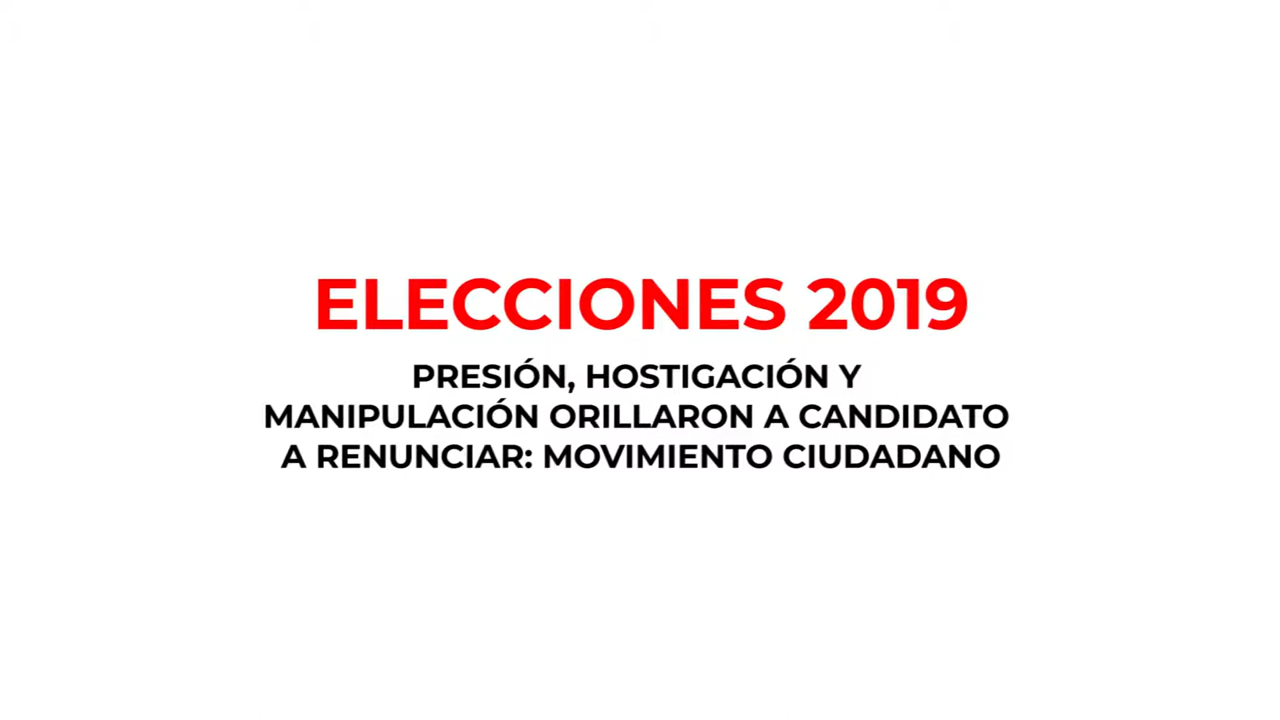 ELECCIONES 2019
PRESIÓN, HOSTIGACIÓN Y
MANIPULACIÓN ORILLARON A CANDIDATO
A RENUNCIAR: MOVIMIENTO CIUDADANO